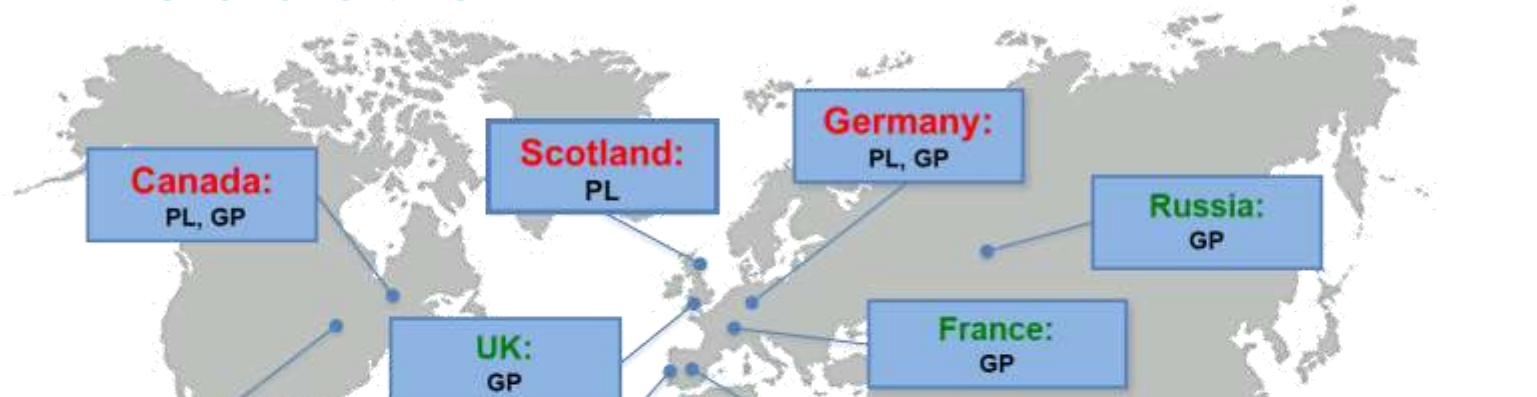 Canada:
PL, GP
Scotland:
PL
Germany:
PL, GP
Russia:
GP
UK:
GP
France:
GP